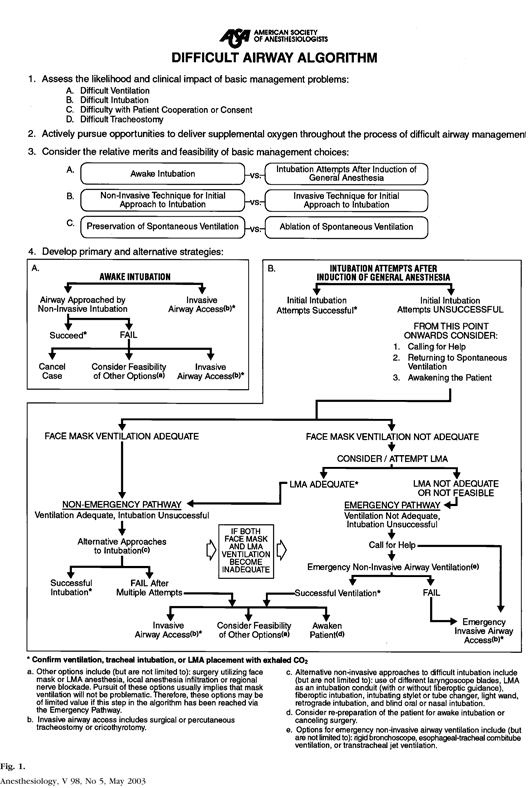 ASA AMERICAN SOCIETY
OF ANESTHESIOLOGISTS
DIFFICULT AIRWAY ALGORITHM
1. Assess the likelihood and clinical impact of basic management problems:
A. Difficult Ventilation
B. Difficult Intubation
C. Difficulty with Patient Cooperation or Consent
D. Difficult Tracheostomy
2. Actively pursue opportunities to deliver supplemental oxygen throughout the process of difficult airway management
3. Consider the relative merits and feasibility of basic management choices:
A.
Awake Intubation
-vs.-
Intubation Attempts After Induction of
General Anesthesia
B.
Non-Invasive Technique for Initial
Approach to Intubation
-vs.-
Invasive Technique for Initial
Approach to Intubation
C.
Preservation of Spontaneous Ventilation
-vs.-
Ablation of Spontaneous Ventilation
4. Develop primary and alternative strategies:
A.
AWAKE INTUBATION
Airway Approached by
Non-Invasive Intubation
Invasive
Airway Access(b)*
Succeed*
FAIL
Cancel
Case
Consider Feasibility
of Other Options(a)
Invasive
Airway Access(b)*
B.
INTUBATION ATTEMPTS AFTER
INDUCTION OF GENERAL ANESTHESIA
Initial Intubation
Attempts Successful*
Initial Intubation
Attempts UNSUCCESSFUL
FROM THIS POINT
ONWARDS CONSIDER:
1. Calling for Help
2. Returning to Spontaneous
Ventilation
3. Awakening the Patient
FACE MASK VENTILATION ADEQUATE
FACE MASK VENTILATION NOT ADEQUATE
CONSIDER / ATTEMPT LMA
LMA ADEQUATE*
LMA NOT ADEQUATE
OR NOT FEASIBLE
NON-EMERGENCY PATHWAY
Ventilation Adequate, Intubation Unsuccessful
EMERGENCY PATHWAY
Ventilation Not Adequate,
Intubation Unsuccessful
Alternative Approaches
to Intubation(c)
IF BOTH
FACE MASK
AND LMA
VENTILATION
BECOME
INADEQUATE
Call for Help
Emergency Non-Invasive Airway Ventilation(e)
Successful
Intubation*
FAIL After
Multiple Attempts
Successful Ventilation*
FAIL
Invasive
Airway Access(b)*
Consider Feasibility
of Other Options(a)
Awaken
Patient(d)
Emergency
Invasive Airway
Access(b)*
* Confirm ventilation, tracheal intubation, or LMA placement with exhaled CO2
a. Other options include (but are not limited to): surgery utilizing face
mask or LMA anesthesia, local anesthesia infiltration or regional
nerve blockade. Pursuit of these options usually implies that mask
ventilation will not be problematic. Therefore, these options may be
of limited value if this step in the algorithm has been reached via
the Emergency Pathway.
b. Invasive airway access includes surgical or percutaneous
tracheostomy or cricothyrotomy.
c. Alternative non-invasive approaches to difficult intubation include
(but are not limited to): use of different laryngoscope blades, LMA
as an intubation conduit (with or without fiberoptic guidance),
fiberoptic intubation, intubating stylet or tube changer, light wand,
retrograde intubation, and blind oral or nasal intubation.
d. Consider re-preparation of the patient for awake intubation or
canceling surgery.
e. Options for emergency non-invasive airway ventilation include (but
are not limited to): rigid bronchoscope, esophageal-tracheal combitube
ventilation, or transtracheal jet ventilation.
Fig. 1.
Anesthesiology, V 98, No 5, May 2003